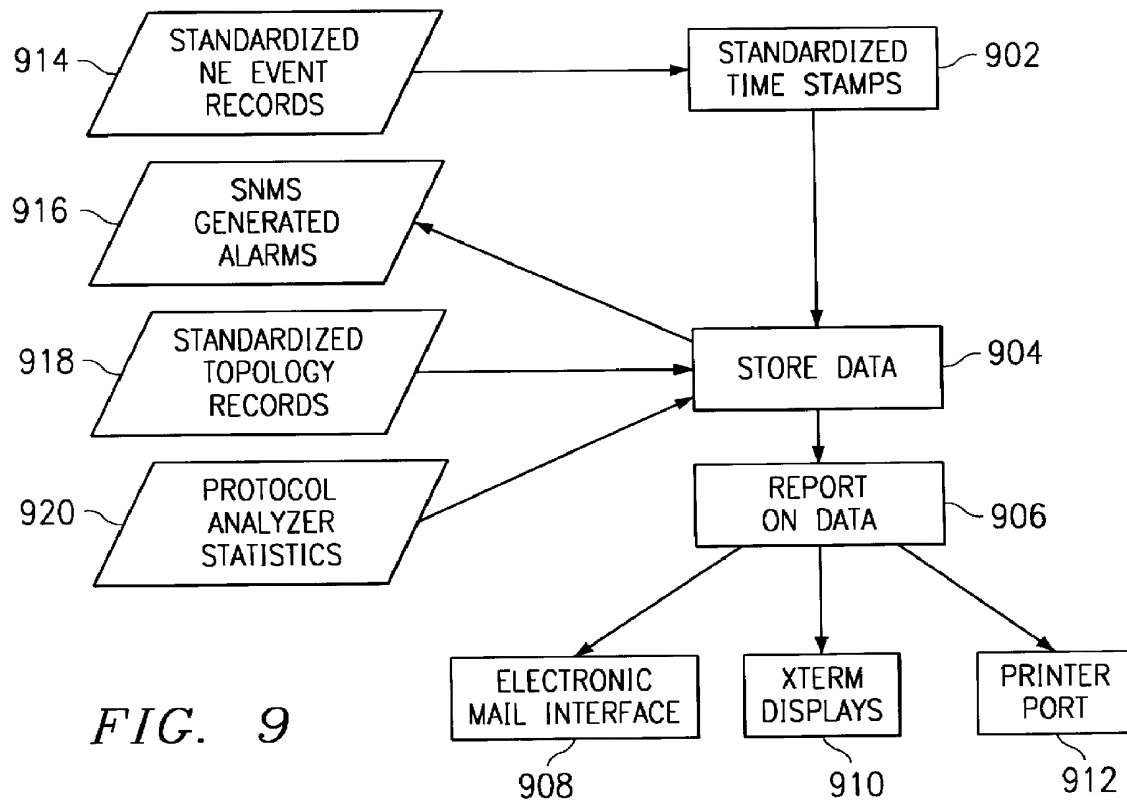 914
STANDARDIZED
NE EVENT
RECORDS
STANDARDIZED
TIME STAMPS
902
916
SNMS
GENERATED
ALARMS
918
STANDARDIZED
TOPOLOGY
RECORDS
STORE DATA
904
920
PROTOCOL
ANALYZER
STATISTICS
REPORT
ON DATA
906
ELECTRONIC
MAIL INTERFACE
908
XTERM
DISPLAYS
910
PRINTER
PORT
912
FIG. 9